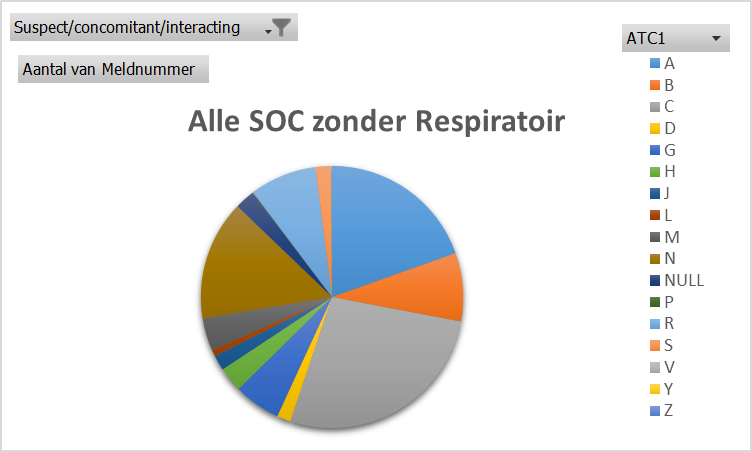 Suspect/concomitant/interacting
ATC1
Aantal van Meldnummer
Alle SOC zonder Respiratoir
A
B
C
D
G
H
J
L
M
N
NULL
P
R
S
V
Y
Z